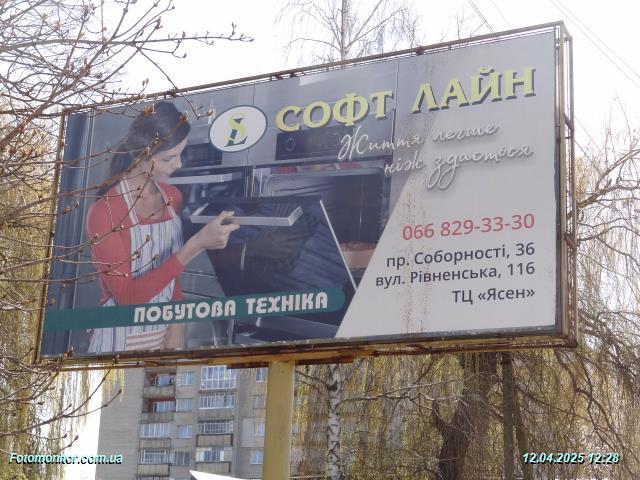 SL СОФТ ЛАЙН
Життя легше
ніж здається
066 829-33-30
пр. Соборності, 36
вул. Рівненська, 116
ТЦ «Ясен»
ПОБУТОВА ТЕХНІКА
Fotomonitor.com.ua
12.04.2025 12:28